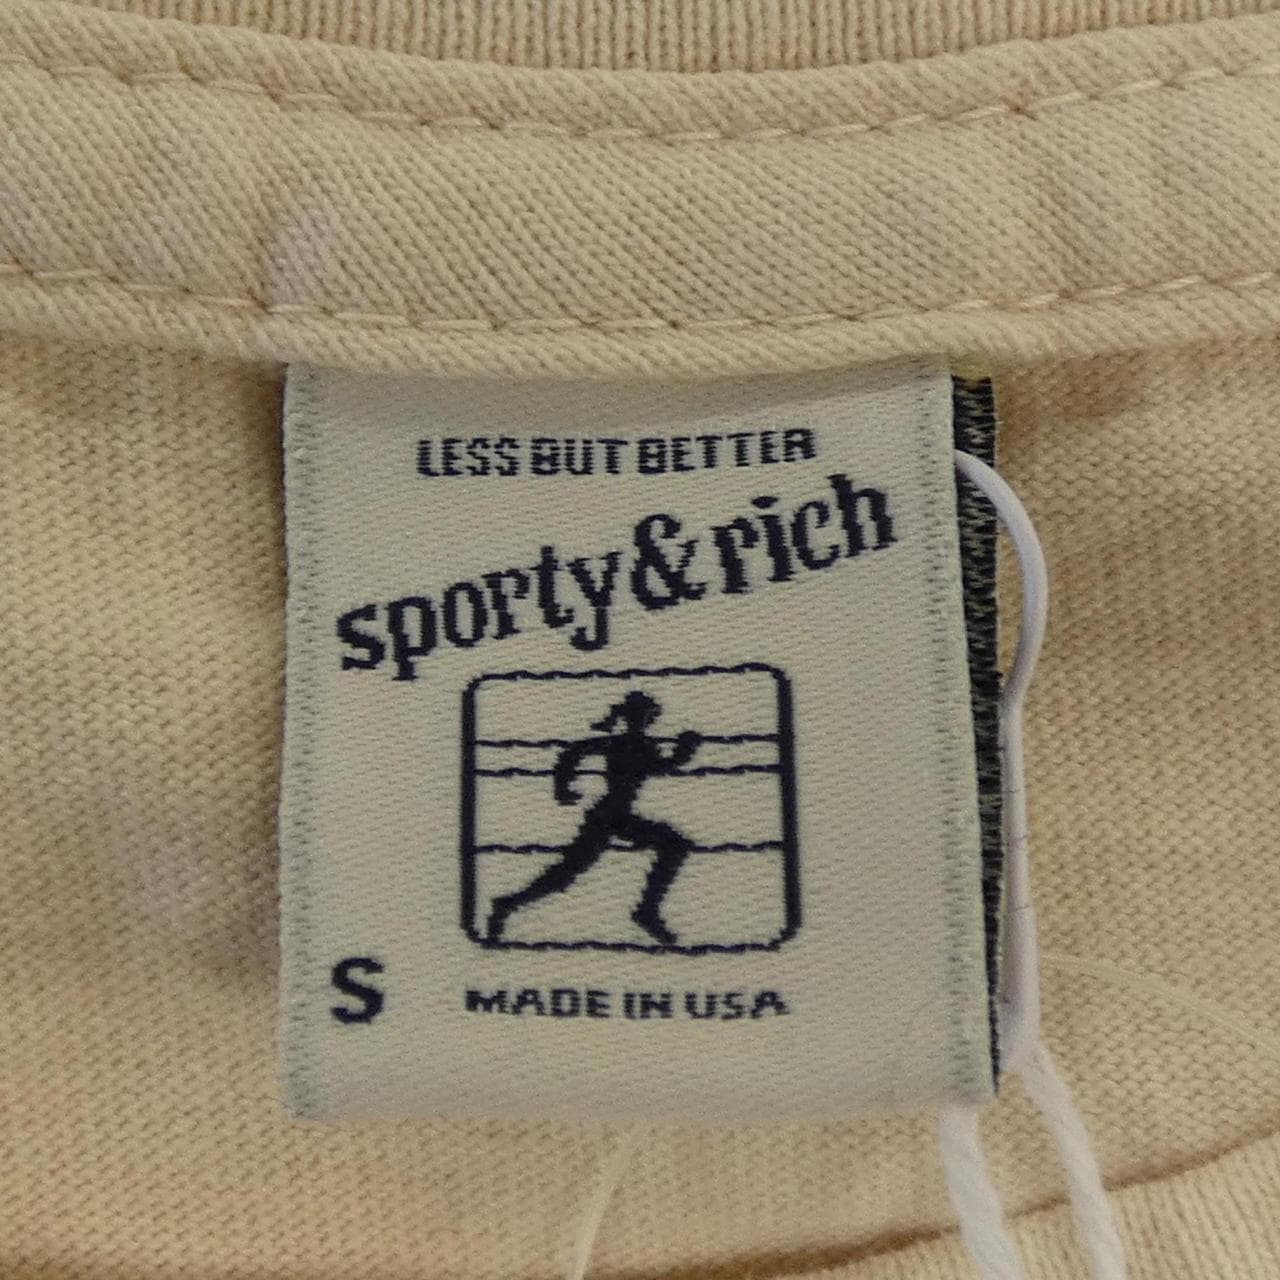 LESS BUT BETTER
sporty&rich
S
MADE IN USA